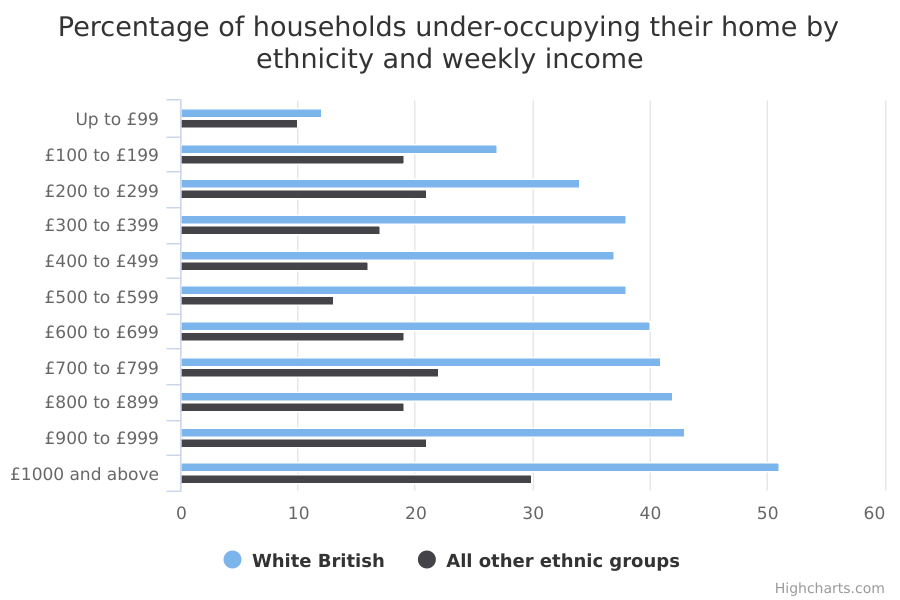 Percentage of households under-occupying their home by
ethnicity and weekly income
Up to £99
£100 to £199
£200 to £299
£300 to £399
£400 to £499
£500 to £599
£600 to £699
£700 to £799
£800 to £899
£900 to £999
£1000 and above
0 10 20 30 40 50 60
White British All other ethnic groups
Highcharts.com